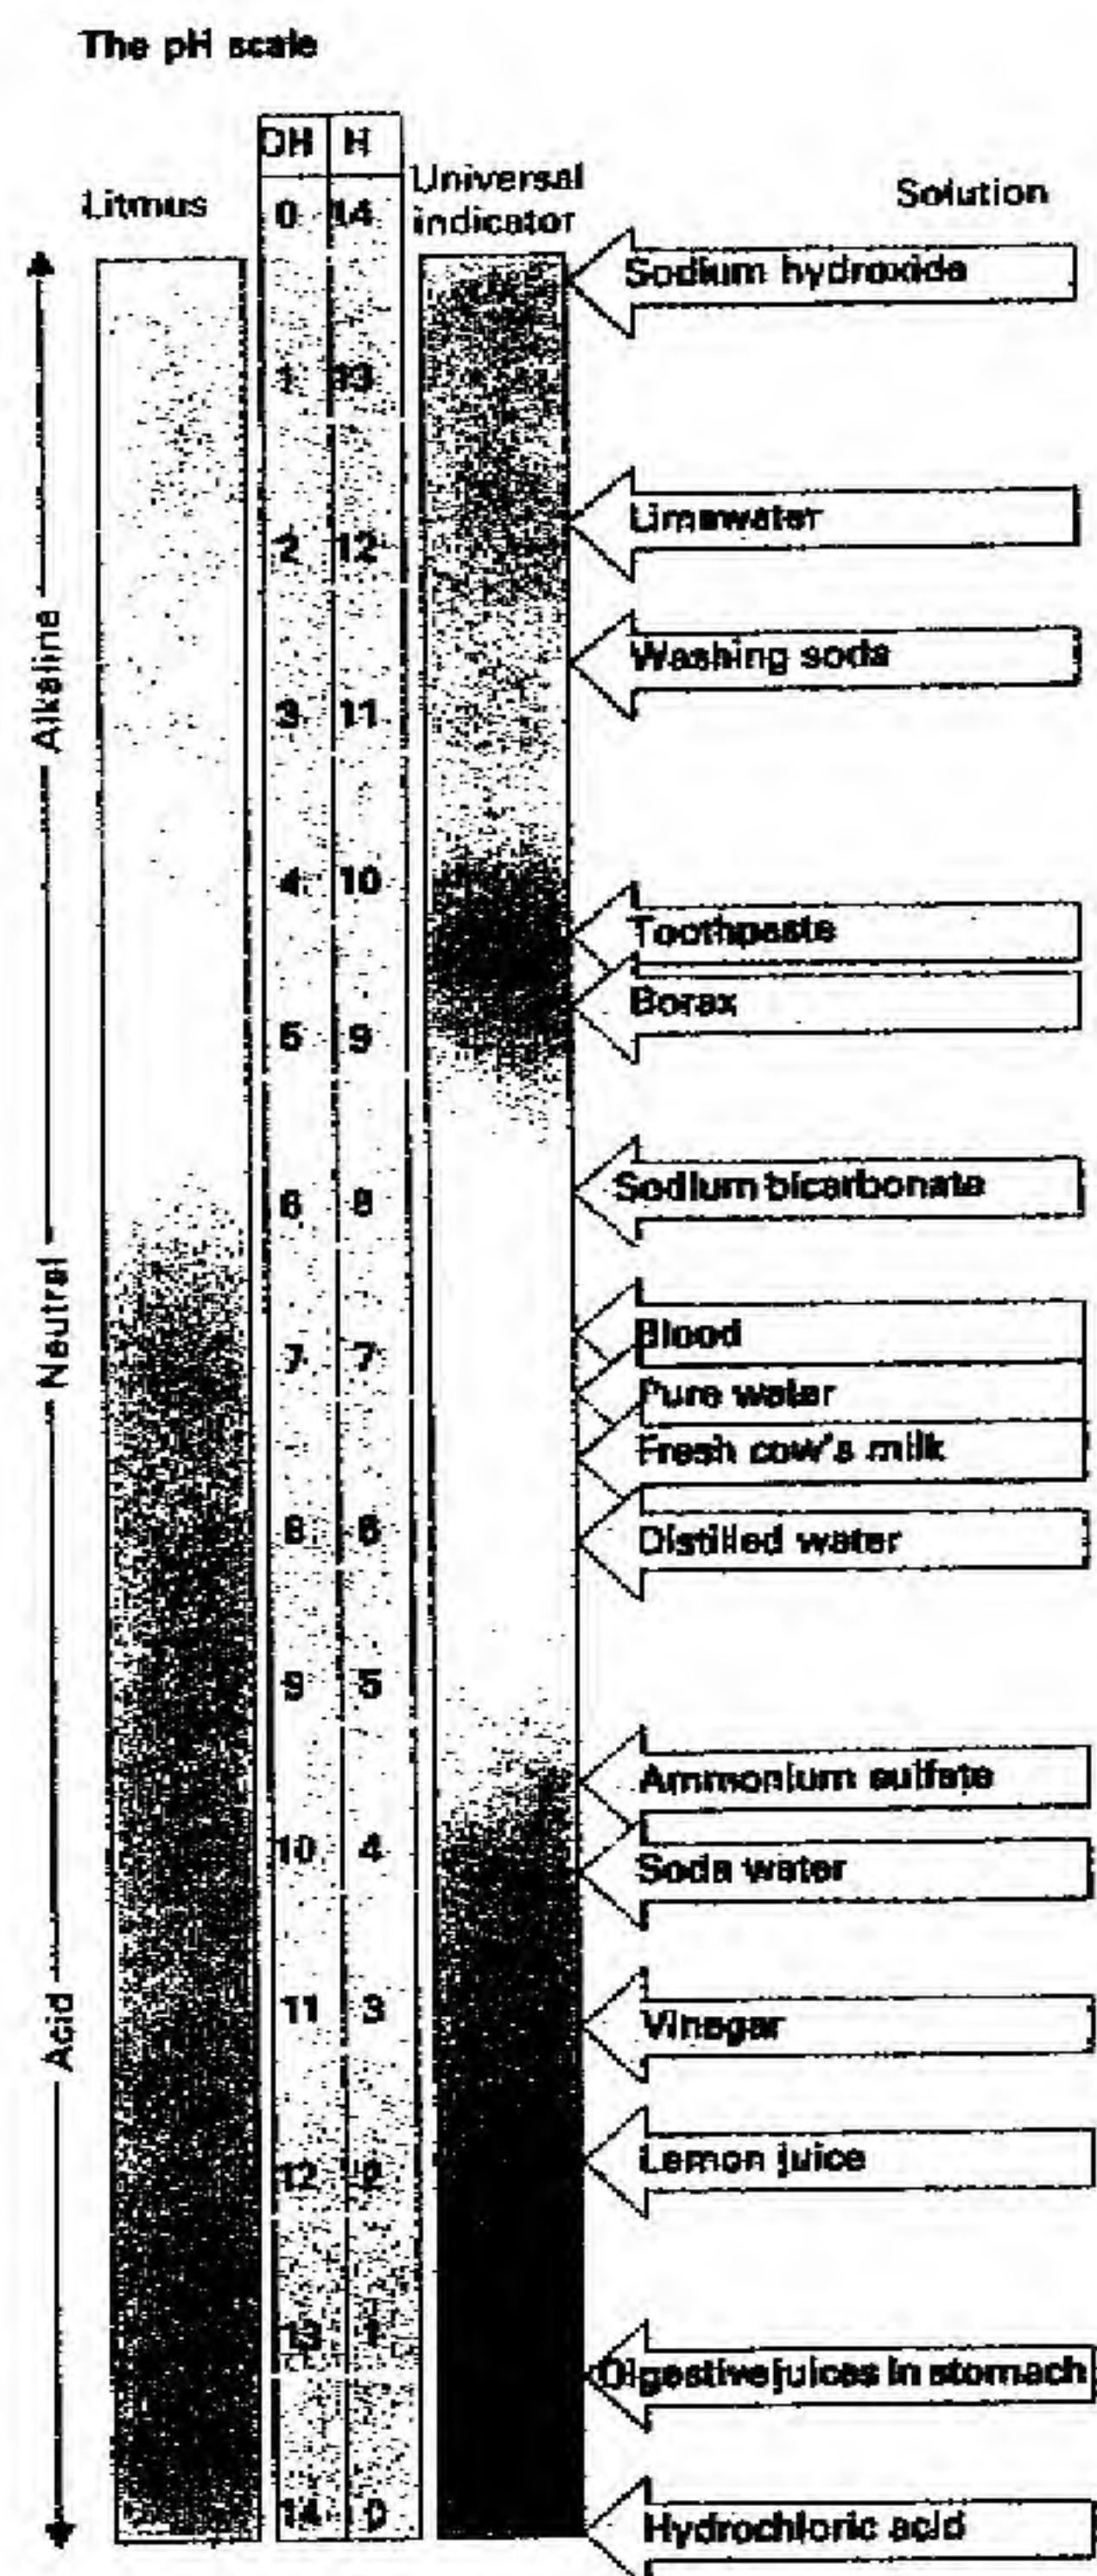 The pH scale
OH H
Litmus
Universal
indicator
Solution
0 14
Sodium hydroxide
1 13
Limewater
2 12
Washing soda
3 11
4 10
Toothpaste
Borax
5 9
6 8
Sodium bicarbonate
Blood
7 7
Pure water
Fresh cow's milk
8 6
Distilled water
9 5
Ammonium sulfate
10 4
Soda water
11 3
Vinegar
12 2
Lemon juice
13 1
Digestive juices in stomach
14 0
Hydrochloric acid
Alkaline
Neutral
Acid